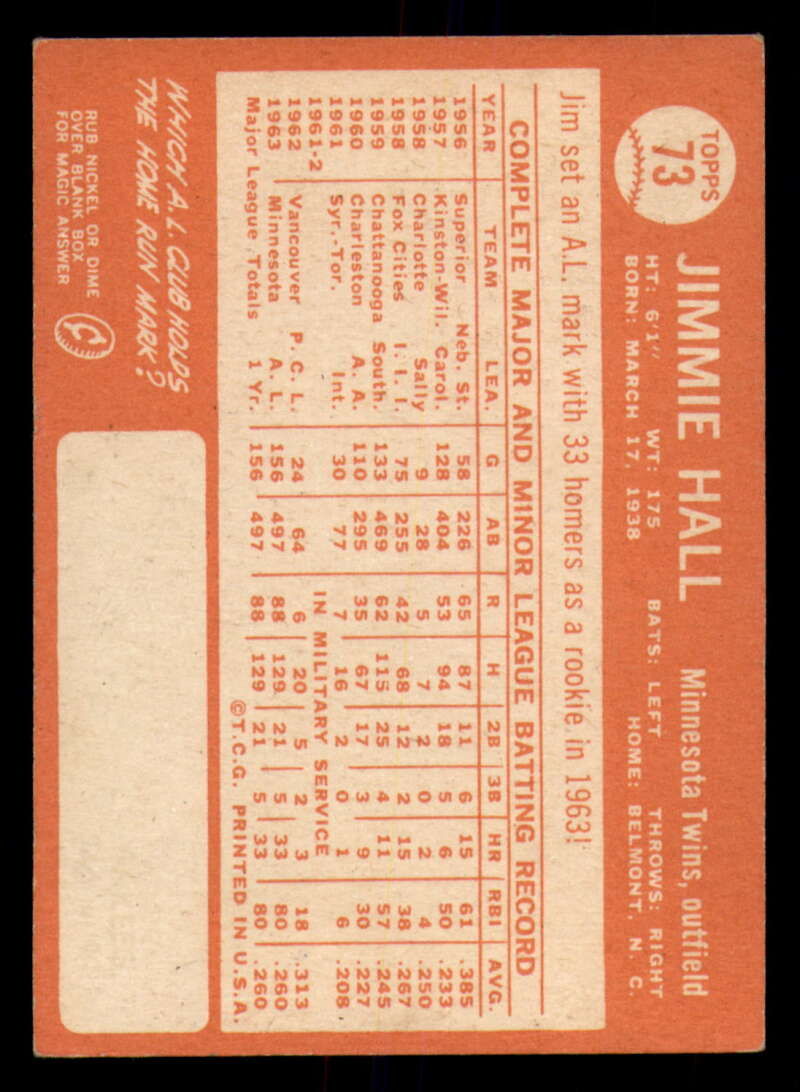 TOPPS
73
JIMMIE HALL Minnesota Twins, outfield
HT: 6'1" WT: 175 BATS: LEFT THROWS: RIGHT
BORN: MARCH 17, 1938 HOME: BELMONT, N. C.
Jim set an A.L. mark with 33 homers as a rookie in 1963!
COMPLETE MAJOR AND MINOR LEAGUE BATTING RECORD
YEAR TEAM LEA. G AB R H 2B 3B HR RBI AVG.
1956 Superior Neb. St. 58 226 65 87 11 6 15 61 .385
1957 Kinston-Wil. Carol. 128 404 53 94 18 5 6 50 .233
1958 Charlotte Sally 9 28 5 7 2 0 2 4 .250
1958 Fox Cities I. I. I. 75 255 42 68 12 2 15 38 .267
1959 Chattanooga South. 133 469 62 115 25 4 11 57 .245
1960 Charleston A. A. 110 295 35 67 17 3 9 30 .227
1961 Syr.-Tor. Int. 30 77 7 16 2 0 1 6 .208
1961-2 IN MILITARY SERVICE
1962 Vancouver P. C. L. 24 64 6 20 5 2 3 18 .313
1963 Minnesota A. L. 156 497 88 129 21 5 33 80 .260
Major League Totals 1 Yr. 156 497 88 129 21 5 33 80 .260
©T.C.G. PRINTED IN U.S.A.
WHICH A.L. CLUB HOLDS
THE HOME RUN MARK?
RUB NICKEL OR DIME
OVER BLANK BOX
FOR MAGIC ANSWER